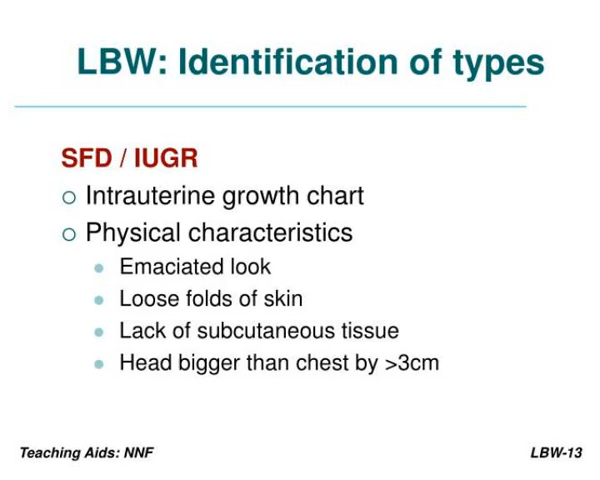 LBW: Identification of types
SFD / IUGR
Intrauterine growth chart
Physical characteristics
Emaciated look
Loose folds of skin
Lack of subcutaneous tissue
Head bigger than chest by >3cm
Teaching Aids: NNF
LBW-13